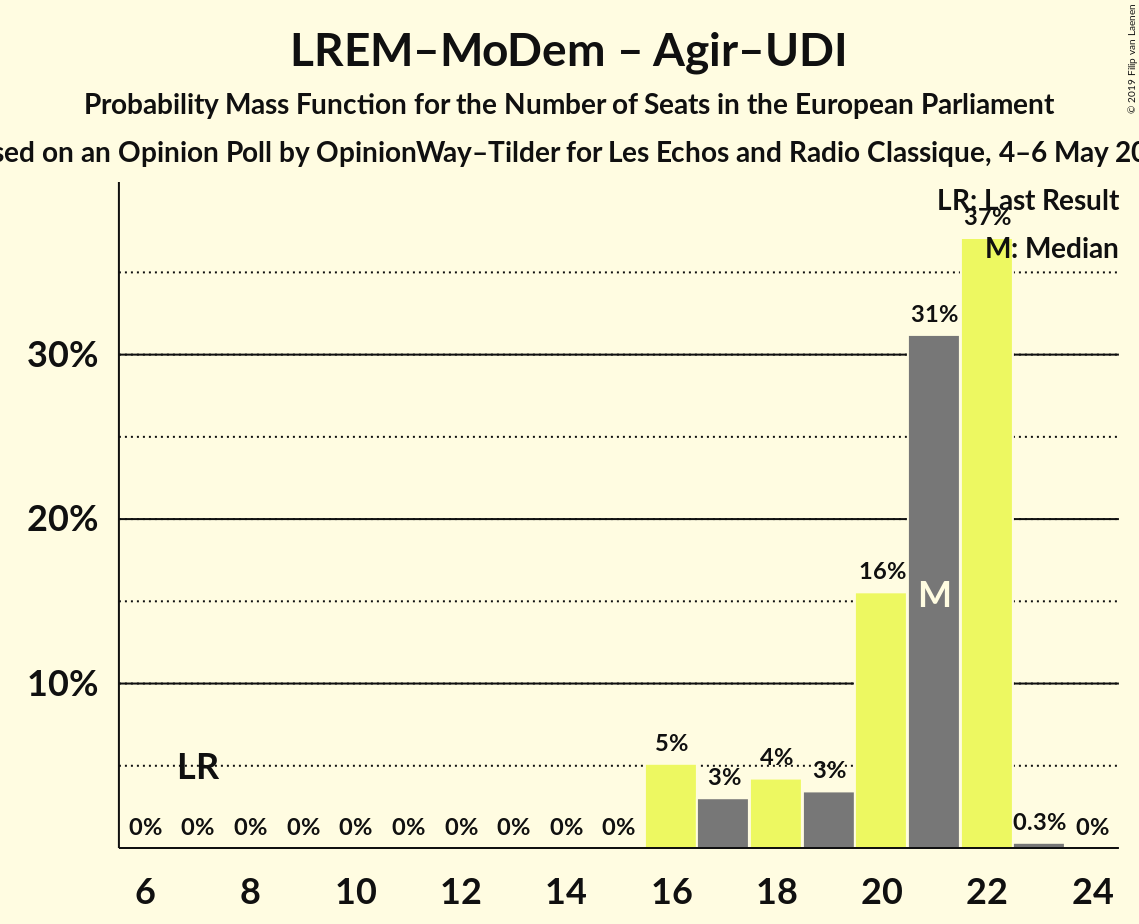 LREM–MoDem – Agir–UDI
Probability Mass Function for the Number of Seats in the European Parliament
on an Opinion Poll by OpinionWay–Tilder for Les Echos and Radio Classique, 4–6 May
© 2019 Filip van Laenen
LR: Last Result
M: Median
37%
31%
30%
20%
16%
M
10%
LR
5%
3%
4%
3%
0% 0% 0% 0% 0% 0% 0% 0% 0% 0% 0.3% 0%
6 8 10 12 14 16 18 20 22 24